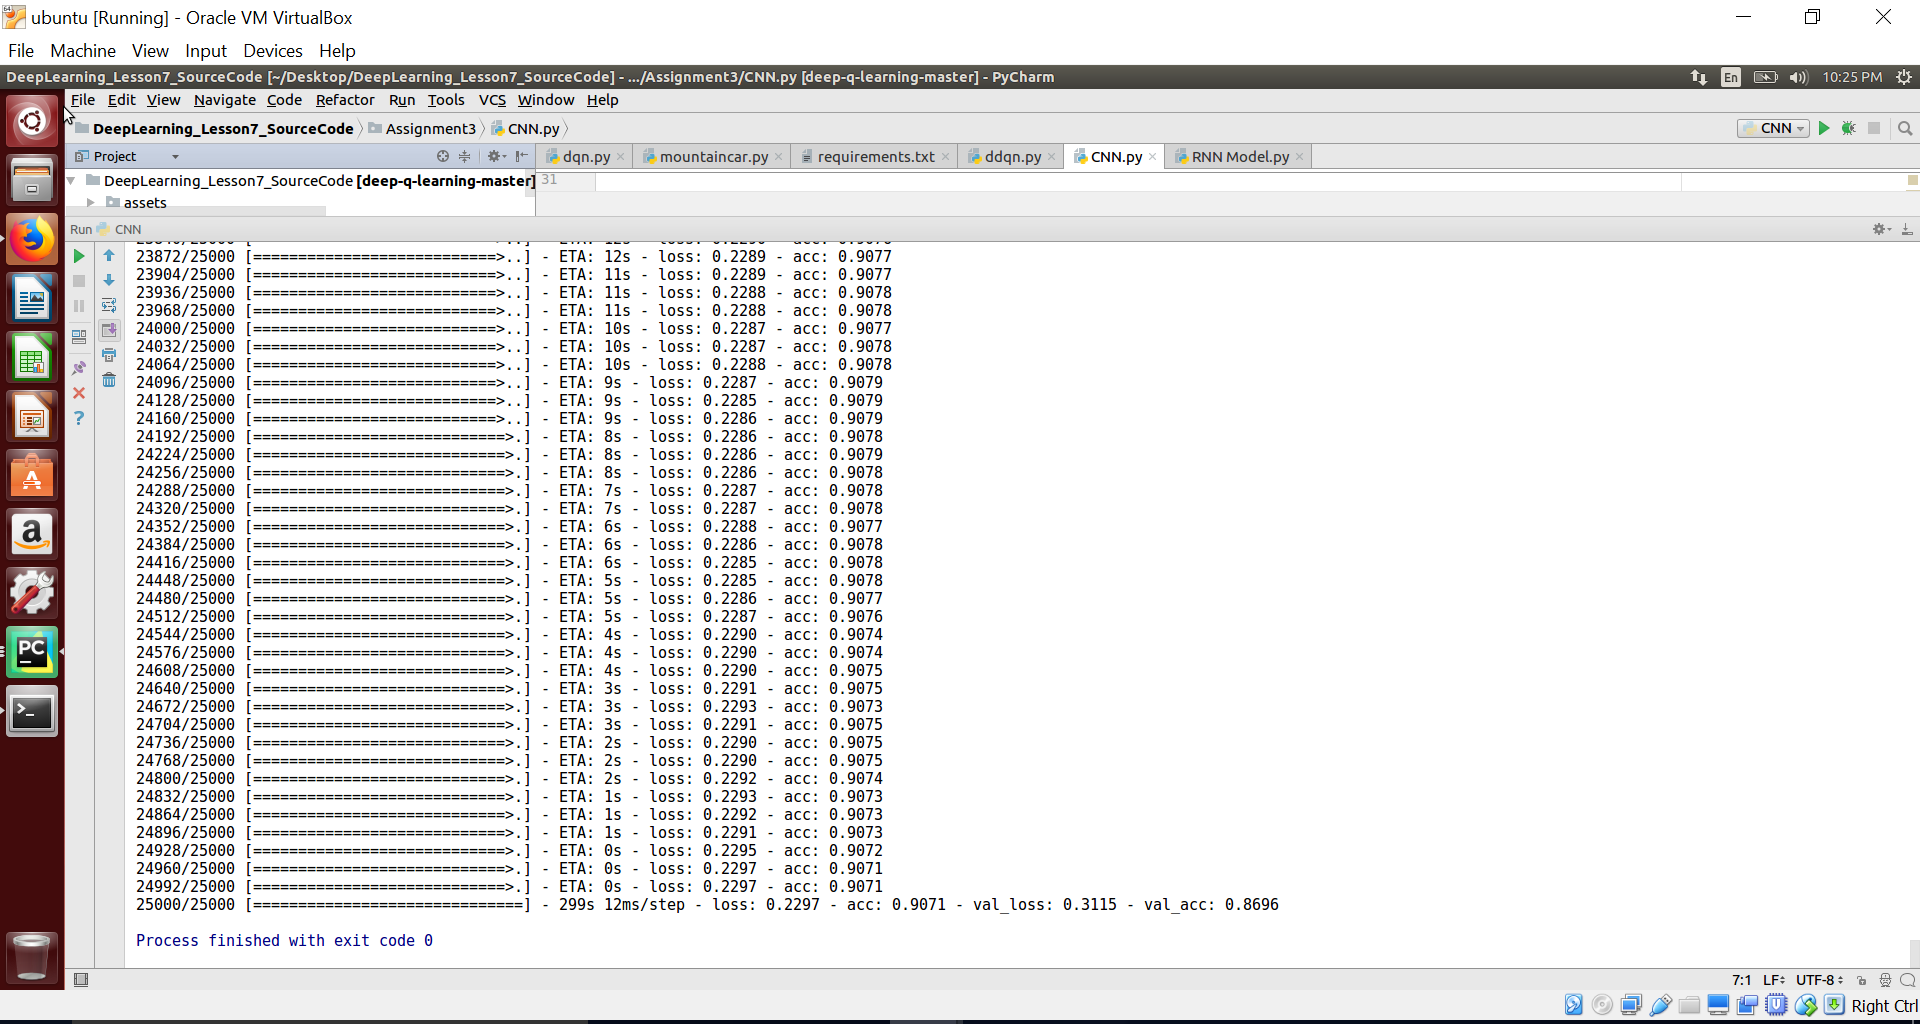 ubuntu [Running] - Oracle VM VirtualBox
File Machine View Input Devices Help
DeepLearning_Lesson7_SourceCode [~/Desktop/DeepLearning_Lesson7_SourceCode] - .../Assignment3/CNN.py [deep-q-learning-master] - PyCharm En 10:25 PM
File Edit View Navigate Code Refactor Run Tools VCS Window Help
DeepLearning_Lesson7_SourceCode Assignment3 CNN.py CNN
Project dqn.py mountaincar.py requirements.txt ddqn.py CNN.py RNN Model.py
DeepLearning_Lesson7_SourceCode [deep-q-learning-master] 31
assets
Run CNN
23872/25000 [===========================>..] - ETA: 12s - loss: 0.2289 - acc: 0.9077
23904/25000 [===========================>..] - ETA: 11s - loss: 0.2289 - acc: 0.9077
23936/25000 [===========================>..] - ETA: 11s - loss: 0.2288 - acc: 0.9078
23968/25000 [===========================>..] - ETA: 11s - loss: 0.2288 - acc: 0.9078
24000/25000 [===========================>..] - ETA: 10s - loss: 0.2287 - acc: 0.9077
24032/25000 [===========================>..] - ETA: 10s - loss: 0.2287 - acc: 0.9078
24064/25000 [===========================>..] - ETA: 10s - loss: 0.2288 - acc: 0.9078
24096/25000 [===========================>..] - ETA: 9s - loss: 0.2287 - acc: 0.9079
24128/25000 [===========================>..] - ETA: 9s - loss: 0.2285 - acc: 0.9079
24160/25000 [===========================>..] - ETA: 9s - loss: 0.2286 - acc: 0.9079
24192/25000 [============================>.] - ETA: 8s - loss: 0.2286 - acc: 0.9078
24224/25000 [============================>.] - ETA: 8s - loss: 0.2286 - acc: 0.9079
24256/25000 [============================>.] - ETA: 8s - loss: 0.2286 - acc: 0.9078
24288/25000 [============================>.] - ETA: 7s - loss: 0.2287 - acc: 0.9078
24320/25000 [============================>.] - ETA: 7s - loss: 0.2287 - acc: 0.9078
24352/25000 [============================>.] - ETA: 6s - loss: 0.2288 - acc: 0.9077
24384/25000 [============================>.] - ETA: 6s - loss: 0.2286 - acc: 0.9078
24416/25000 [============================>.] - ETA: 6s - loss: 0.2285 - acc: 0.9078
24448/25000 [============================>.] - ETA: 5s - loss: 0.2285 - acc: 0.9078
24480/25000 [============================>.] - ETA: 5s - loss: 0.2286 - acc: 0.9077
24512/25000 [============================>.] - ETA: 5s - loss: 0.2287 - acc: 0.9076
24544/25000 [============================>.] - ETA: 4s - loss: 0.2290 - acc: 0.9074
24576/25000 [============================>.] - ETA: 4s - loss: 0.2290 - acc: 0.9074
24608/25000 [============================>.] - ETA: 4s - loss: 0.2290 - acc: 0.9075
24640/25000 [============================>.] - ETA: 3s - loss: 0.2291 - acc: 0.9075
24672/25000 [============================>.] - ETA: 3s - loss: 0.2293 - acc: 0.9073
24704/25000 [============================>.] - ETA: 3s - loss: 0.2291 - acc: 0.9075
24736/25000 [============================>.] - ETA: 2s - loss: 0.2290 - acc: 0.9075
24768/25000 [============================>.] - ETA: 2s - loss: 0.2290 - acc: 0.9075
24800/25000 [============================>.] - ETA: 2s - loss: 0.2292 - acc: 0.9074
24832/25000 [============================>.] - ETA: 1s - loss: 0.2293 - acc: 0.9073
24864/25000 [============================>.] - ETA: 1s - loss: 0.2292 - acc: 0.9073
24896/25000 [============================>.] - ETA: 1s - loss: 0.2291 - acc: 0.9073
24928/25000 [============================>.] - ETA: 0s - loss: 0.2295 - acc: 0.9072
24960/25000 [============================>.] - ETA: 0s - loss: 0.2297 - acc: 0.9071
24992/25000 [============================>.] - ETA: 0s - loss: 0.2297 - acc: 0.9071
25000/25000 [==============================] - 299s 12ms/step - loss: 0.2297 - acc: 0.9071 - val_loss: 0.3115 - val_acc: 0.8696
Process finished with exit code 0
7:1 LF UTF-8
Right Ctrl